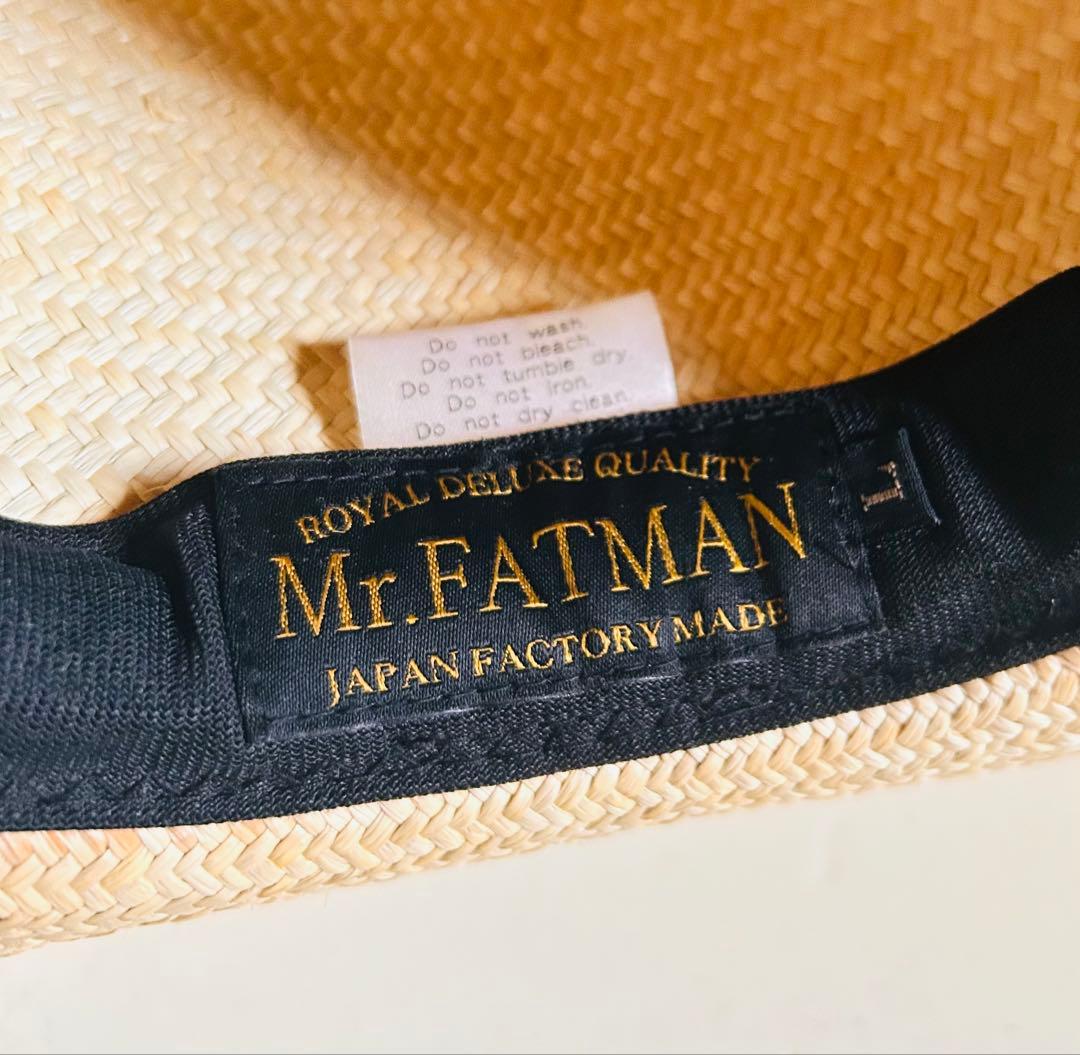 Do not wash.
Do not bleach.
Do not tumble dry.
Do not iron.
Do not dry clean.
ROYAL DELUXE QUALITY
Mr.FATMAN
JAPAN FACTORY MADE
L